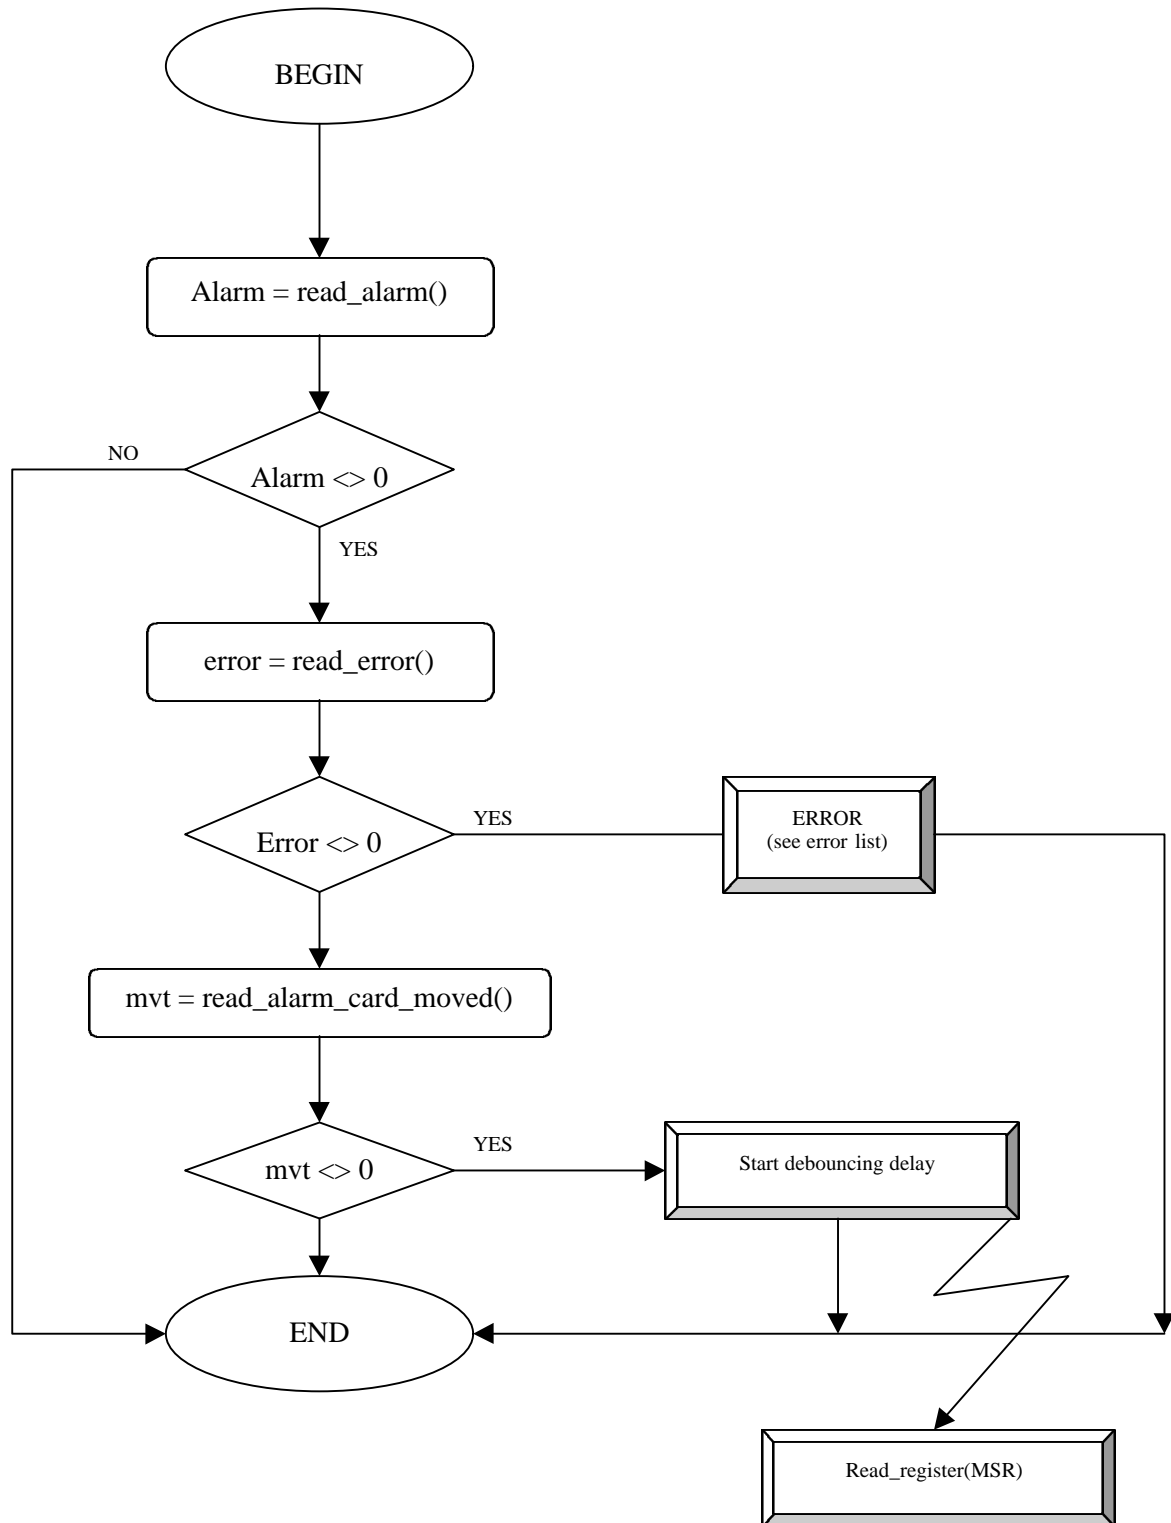 BEGIN
Alarm = read_alarm()
NO
Alarm <> 0
YES
error = read_error()
Error <> 0
YES
ERROR
(see error list)
mvt = read_alarm_card_moved()
mvt <> 0
YES
Start debouncing delay
END
Read_register(MSR)